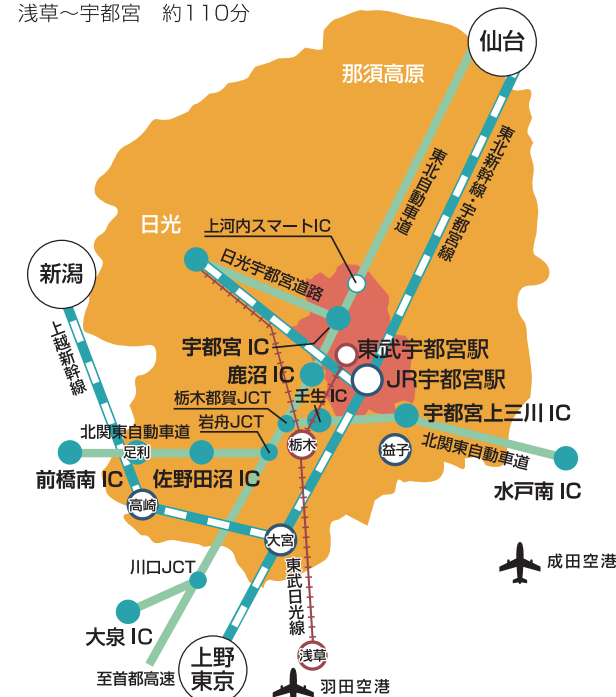 浅草〜宇都宮　約110分
仙台
那須高原
東北新幹線・宇都宮線
東北自動車道
日光
上河内スマートIC
日光宇都宮道路
新潟
上越新幹線
宇都宮 IC
東武宇都宮駅
鹿沼 IC
JR宇都宮駅
栃木都賀JCT
壬生 IC
岩舟JCT
宇都宮上三川 IC
北関東自動車道
足利
栃木
益子
北関東自動車道
前橋南 IC
佐野田沼 IC
水戸南 IC
高崎
大宮
川口JCT
東武日光線
成田空港
大泉 IC
上野
東京
浅草
至首都高速
羽田空港